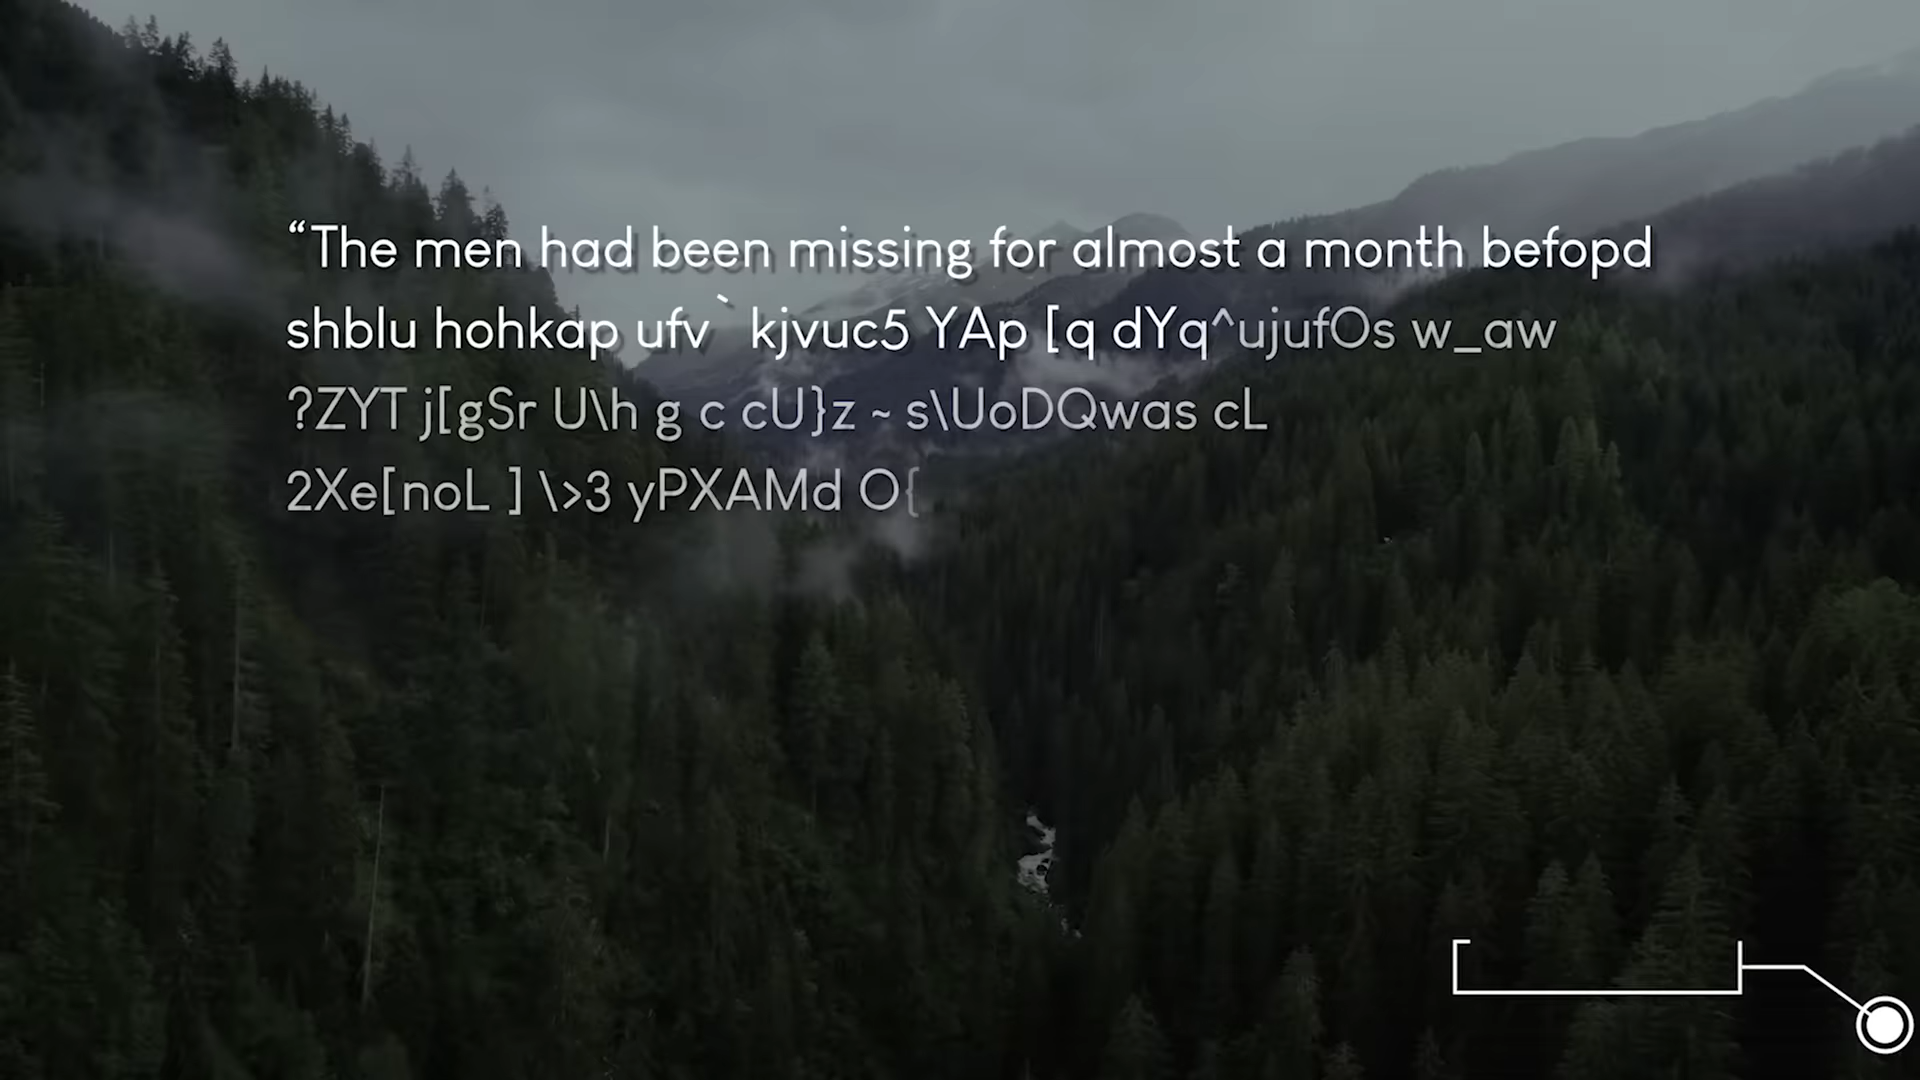 “The men had been missing for almost a month befopd
shblu hohkap ufv ` kjvuc5 YAp [q dYq^ujufOs w_aw
?ZYT j[gSr U\h g c cU}z ~ s\UoDQwas cL
2Xe[noL ] \>3 yPXAMd O{